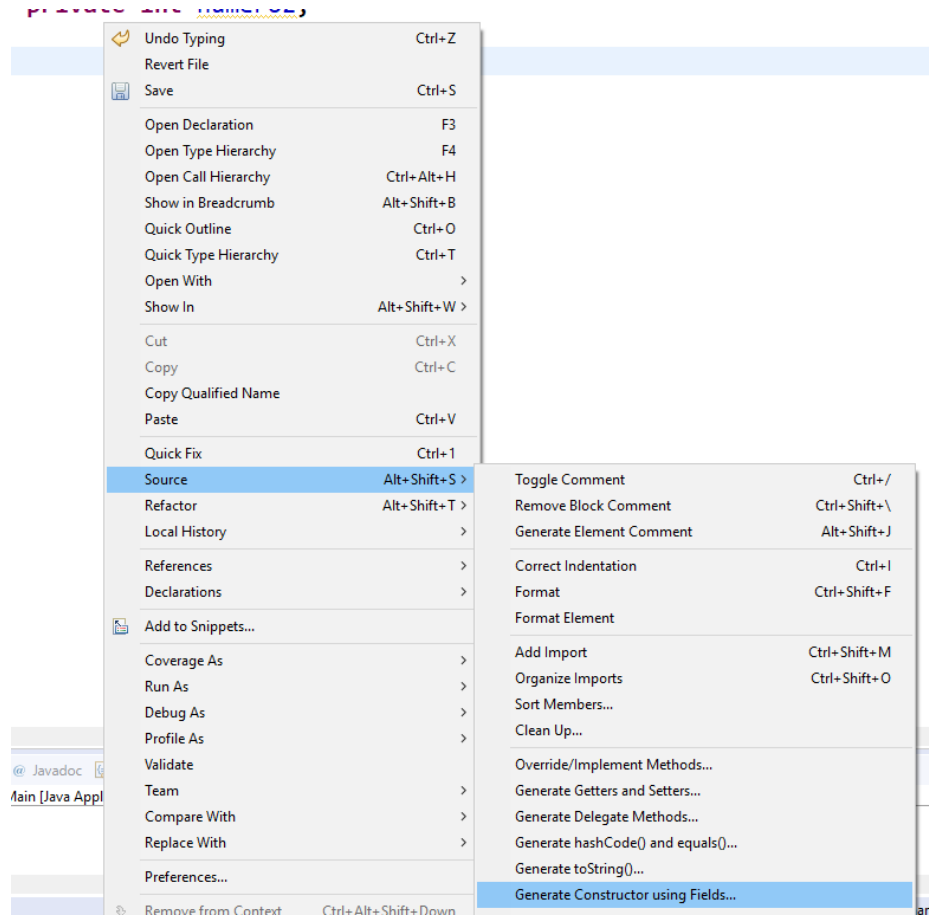 private int numero2;
Undo Typing Ctrl+Z
Revert File
Save Ctrl+S
Open Declaration F3
Open Type Hierarchy F4
Open Call Hierarchy Ctrl+Alt+H
Show in Breadcrumb Alt+Shift+B
Quick Outline Ctrl+O
Quick Type Hierarchy Ctrl+T
Open With >
Show In Alt+Shift+W >
Cut Ctrl+X
Copy Ctrl+C
Copy Qualified Name
Paste Ctrl+V
Quick Fix Ctrl+1
Source Alt+Shift+S >
Refactor Alt+Shift+T >
Local History >
References >
Declarations >
Add to Snippets...
Coverage As >
Run As >
Debug As >
Profile As >
Validate
Team >
Compare With >
Replace With >
Preferences...
Remove from Context Ctrl+Alt+Shift+Down
Toggle Comment Ctrl+/
Remove Block Comment Ctrl+Shift+\
Generate Element Comment Alt+Shift+J
Correct Indentation Ctrl+I
Format Ctrl+Shift+F
Format Element
Add Import Ctrl+Shift+M
Organize Imports Ctrl+Shift+O
Sort Members...
Clean Up...
Override/Implement Methods...
Generate Getters and Setters...
Generate Delegate Methods...
Generate hashCode() and equals()...
Generate toString()...
Generate Constructor using Fields...
@ Javadoc
Main [Java Appl